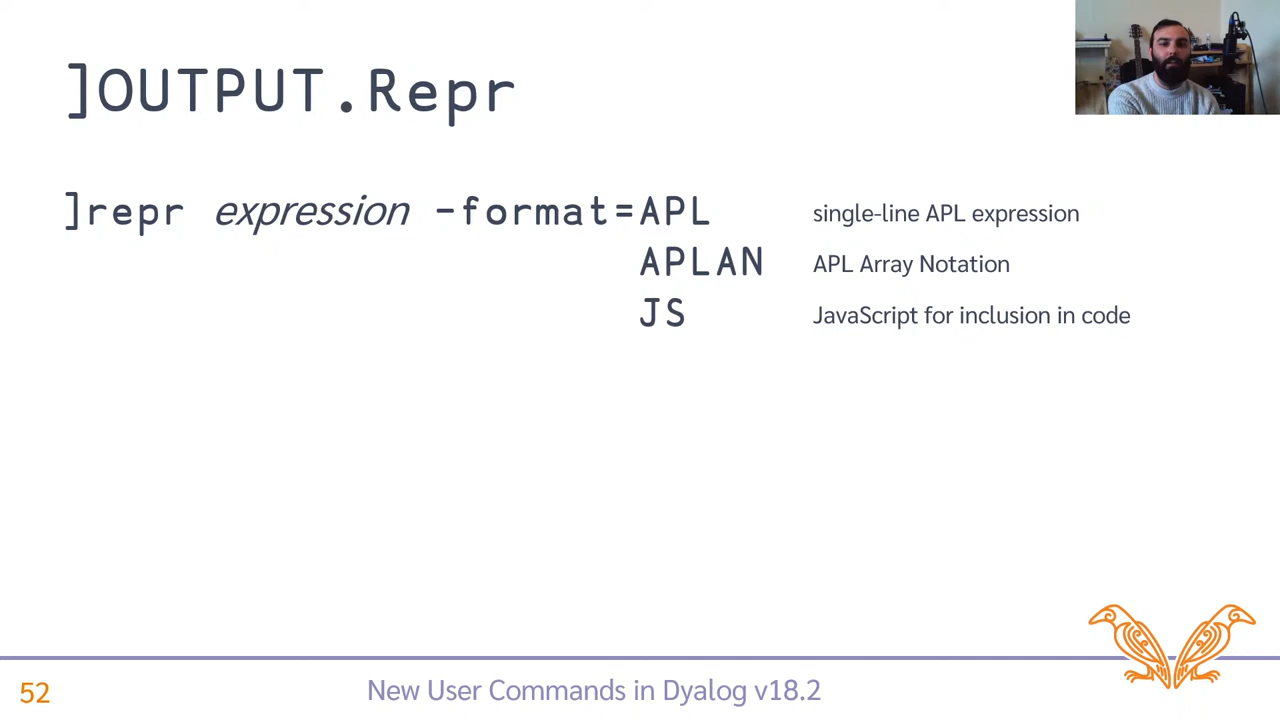 ]OUTPUT.Repr
]repr expression -format=APL single-line APL expression
APLAN APL Array Notation
JS JavaScript for inclusion in code
52 New User Commands in Dyalog v18.2